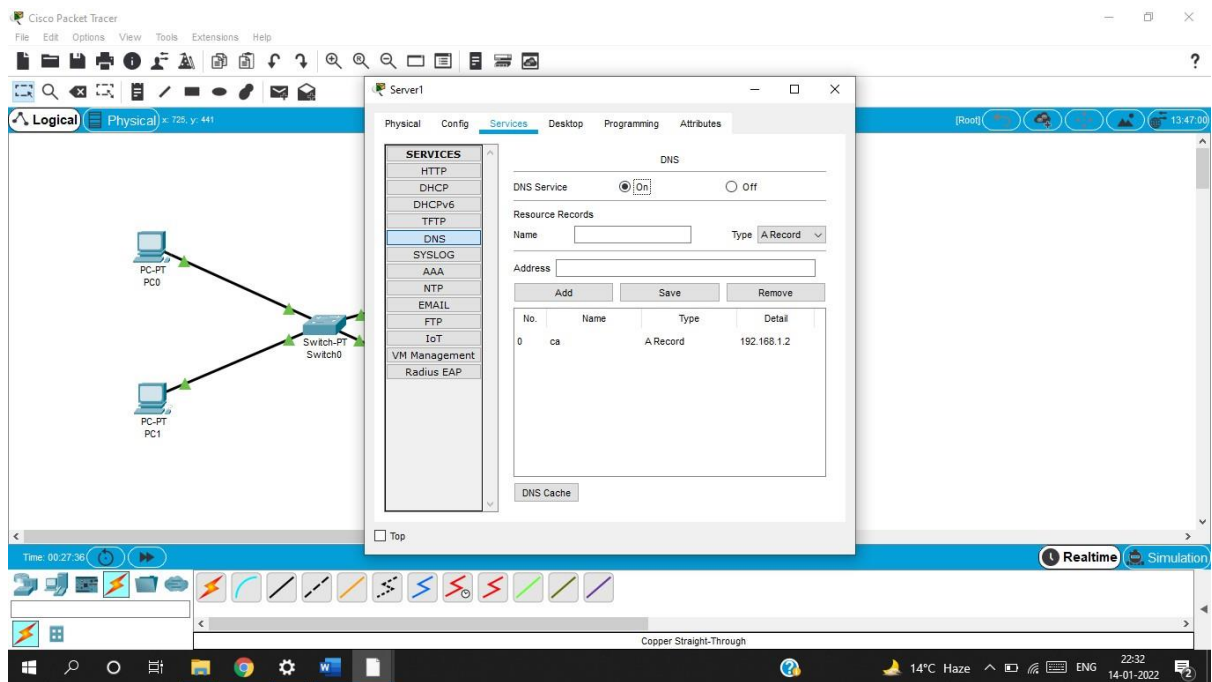 Cisco Packet Tracer
File Edit Options View Tools Extensions Help
?
Server1
Logical Physical x: 725, y: 441
[Root] 13:47:00
Physical Config Services Desktop Programming Attributes
SERVICES
HTTP
DHCP
DHCPv6
TFTP
DNS
SYSLOG
AAA
NTP
EMAIL
FTP
IoT
VM Management
Radius EAP
DNS
DNS Service On Off
Resource Records
Name Type A Record
Address
Add Save Remove
No. Name Type Detail
0 ca A Record 192.168.1.2
DNS Cache
Top
PC-PT
PC0
Switch-PT
Switch0
PC-PT
PC1
Time: 00:27:36
Realtime Simulation
Copper Straight-Through
14°C Haze ENG 22:32
14-01-2022
2